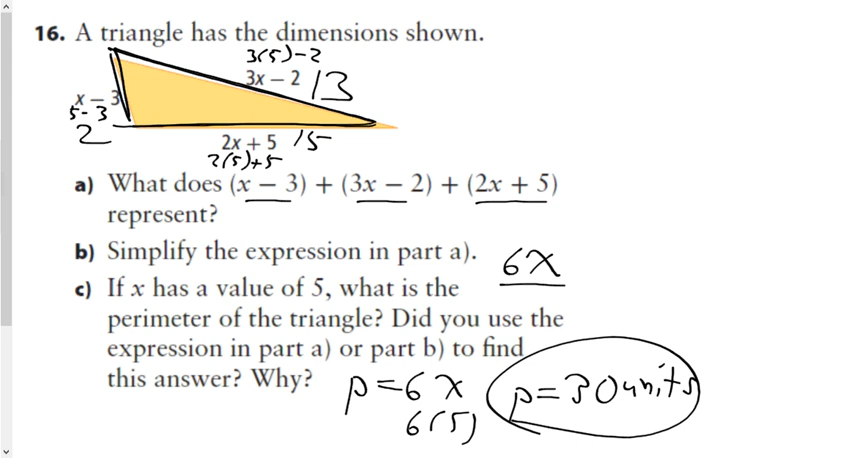 16. A triangle has the dimensions shown.
3(5)-2
3x – 2 13
x – 3
5-3
2
2x + 5 15
2(5)+5
a) What does (x – 3) + (3x – 2) + (2x + 5)
represent?
b) Simplify the expression in part a). 6x
c) If x has a value of 5, what is the
perimeter of the triangle? Did you use the
expression in part a) or part b) to find
this answer? Why? p=6x p=30units
6(5)